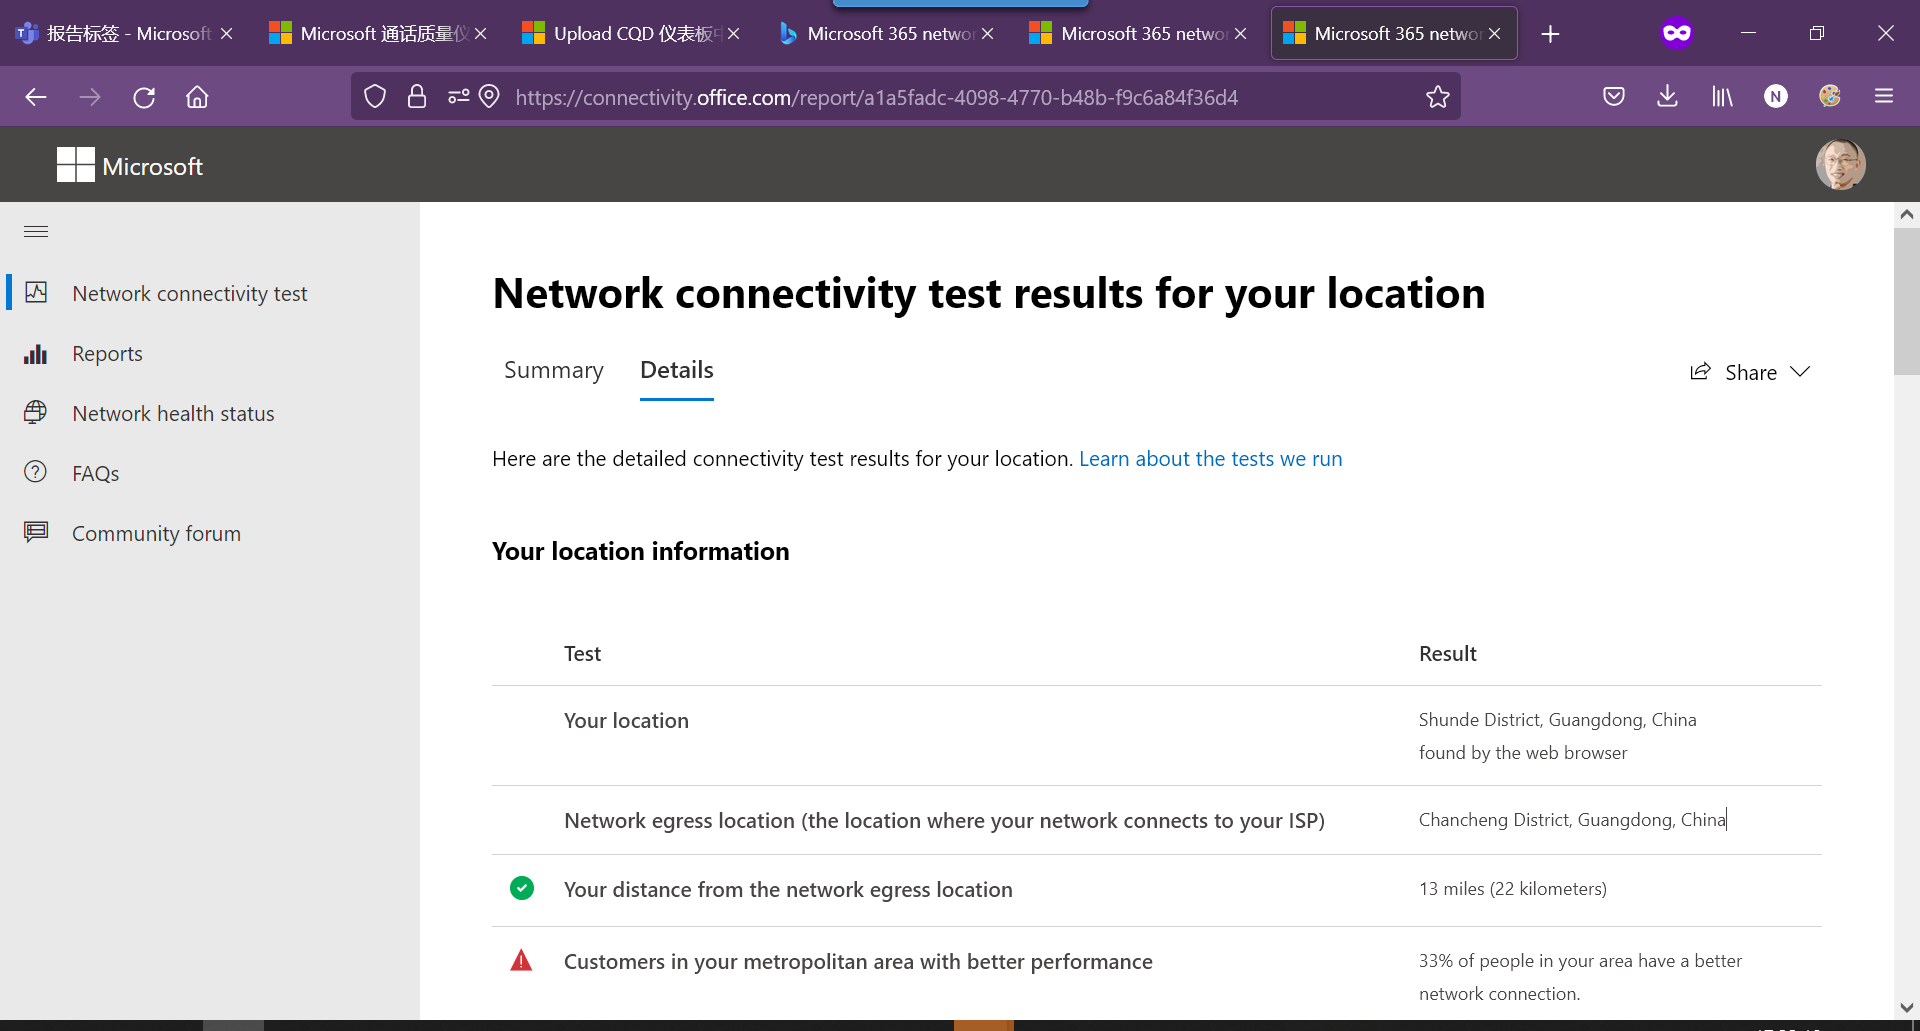 报告标签 - Microsoft
Microsoft 通话质量仪
Upload CQD 仪表板
Microsoft 365 networ
Microsoft 365 networ
Microsoft 365 networ
https://connectivity.office.com/report/a1a5fadc-4098-4770-b48b-f9c6a84f36d4
N
Microsoft
Network connectivity test
Reports
Network health status
FAQs
Community forum
Network connectivity test results for your location
Summary
Details
Share
Here are the detailed connectivity test results for your location. Learn about the tests we run
Your location information
Test
Result
Your location
Shunde District, Guangdong, China
found by the web browser
Network egress location (the location where your network connects to your ISP)
Chancheng District, Guangdong, China
Your distance from the network egress location
13 miles (22 kilometers)
Customers in your metropolitan area with better performance
33% of people in your area have a better
network connection.